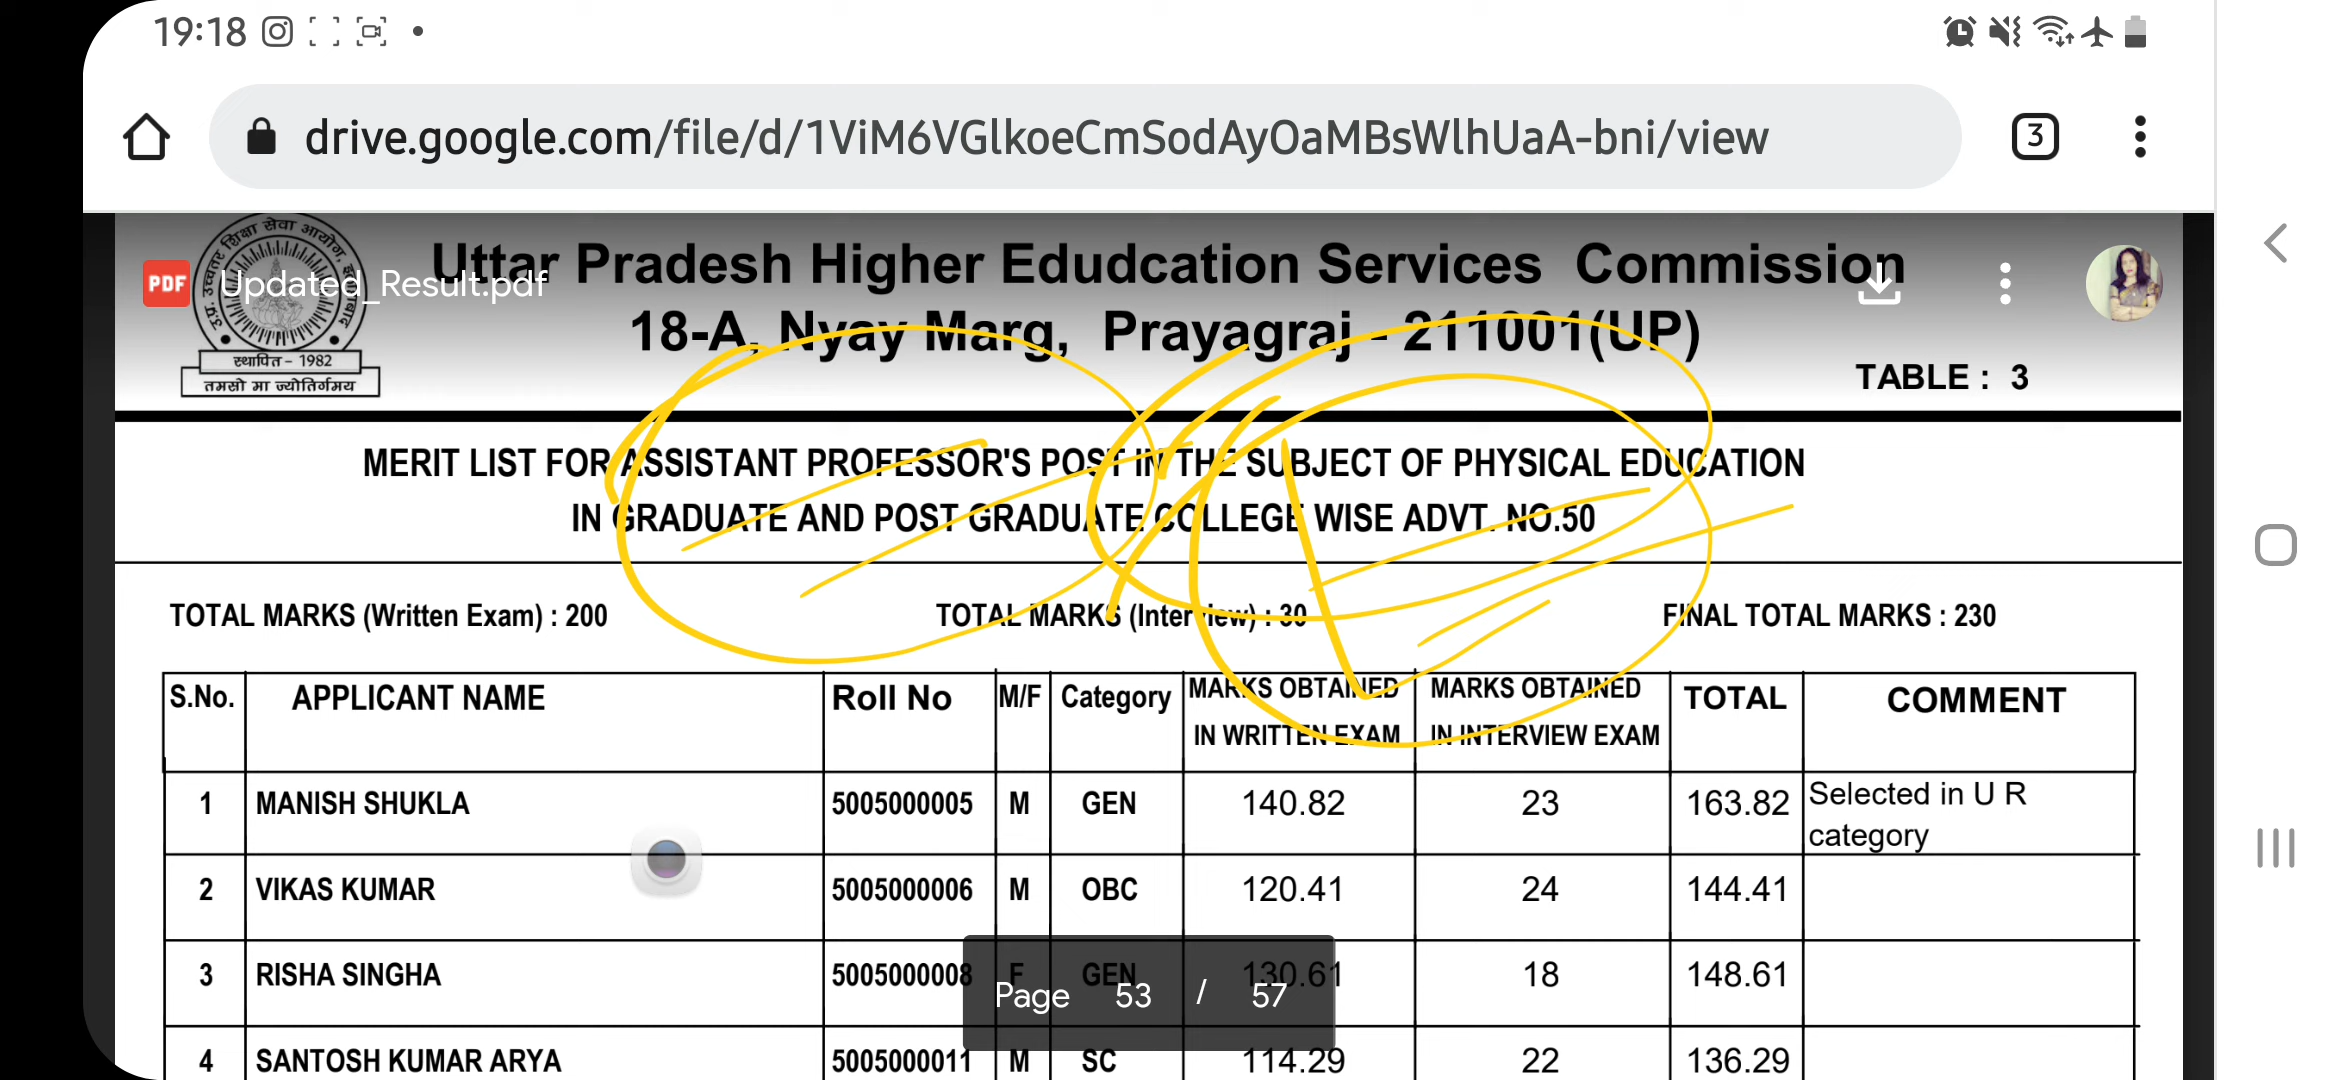 19:18
drive.google.com/file/d/1ViM6VGlkoeCmSodAyOaMBsWlhUaA-bni/view
3
उ.प्र. उच्चतर शिक्षा सेवा आयोग,
स्थापित – 1982
तमसो मा ज्योतिर्गमय
PDF
Updated_Result.pdf
Uttar Pradesh Higher Edudcation Services Commission
18-A, Nyay Marg, Prayagraj - 211001(UP)
TABLE : 3
MERIT LIST FOR ASSISTANT PROFESSOR'S POST IN THE SUBJECT OF PHYSICAL EDUCATION
IN GRADUATE AND POST GRADUATE COLLEGE WISE ADVT. NO.50
TOTAL MARKS (Written Exam) : 200 TOTAL MARKS (Interview) : 30 FINAL TOTAL MARKS : 230
S.No. APPLICANT NAME Roll No M/F Category MARKS OBTAINED IN WRITTEN EXAM MARKS OBTAINED IN INTERVIEW EXAM TOTAL COMMENT
1 MANISH SHUKLA 5005000005 M GEN 140.82 23 163.82 Selected in U R category
2 VIKAS KUMAR 5005000006 M OBC 120.41 24 144.41
3 RISHA SINGHA 5005000008 F GEN 130.61 18 148.61
Page 53 / 57
4 SANTOSH KUMAR ARYA 5005000011 M SC 114.29 22 136.29